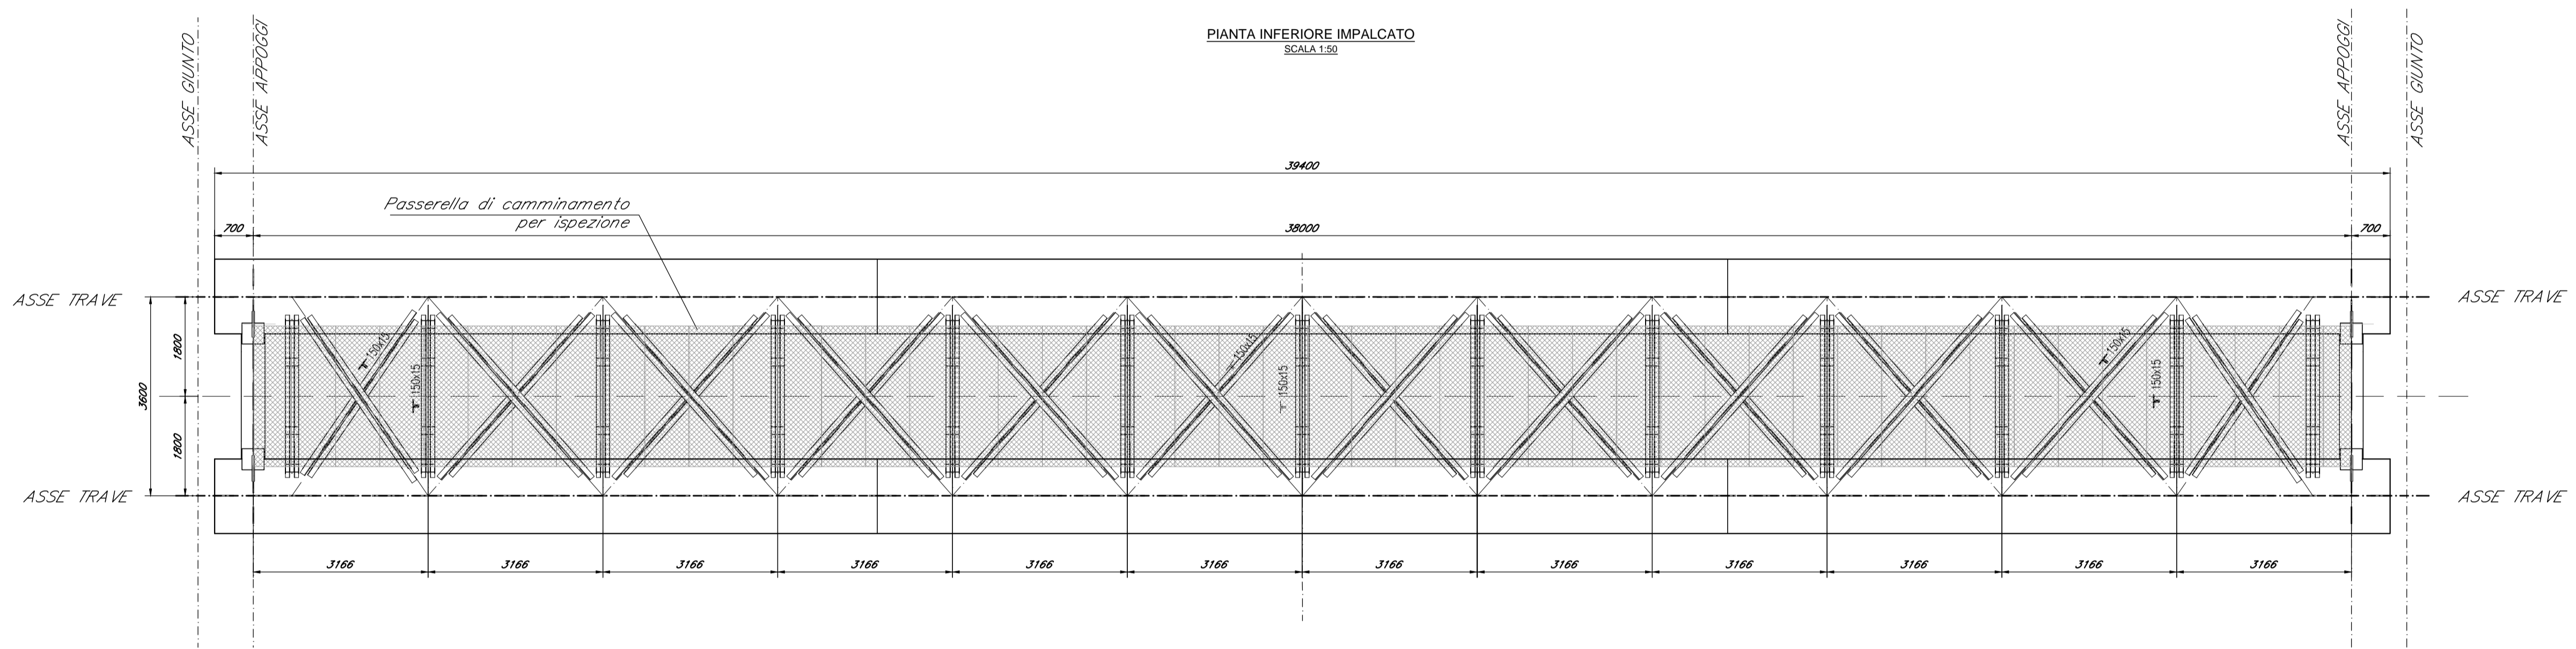 PIANTA INFERIORE IMPALCATO
SCALA 1:50
ASSE GIUNTO
ASSE APPOGGI
ASSE APPOGGI
ASSE GIUNTO
39400
Passerella di camminamento
per ispezione
700
38000
700
ASSE TRAVE
ASSE TRAVE
1800
3600
1800
150x15
150x15
150x15
150x15
150x15
150x15
ASSE TRAVE
ASSE TRAVE
3166
3166
3166
3166
3166
3166
3166
3166
3166
3166
3166
3166